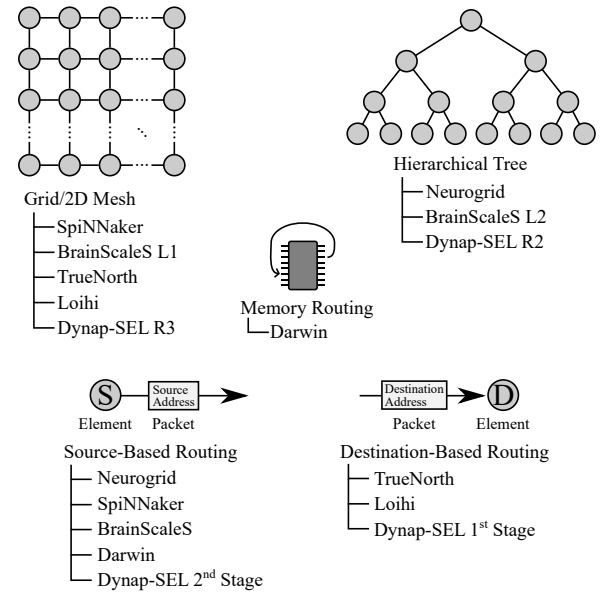 Grid/2D Mesh
SpiNNaker
BrainScaleS L1
TrueNorth
Loihi
Dynap-SEL R3
Hierarchical Tree
Neurogrid
BrainScaleS L2
Dynap-SEL R2
Memory Routing
Darwin
S
Source
Address
Element
Packet
Source-Based Routing
Neurogrid
SpiNNaker
BrainScaleS
Darwin
Dynap-SEL 2nd Stage
Destination
Address
D
Packet
Element
Destination-Based Routing
TrueNorth
Loihi
Dynap-SEL 1st Stage